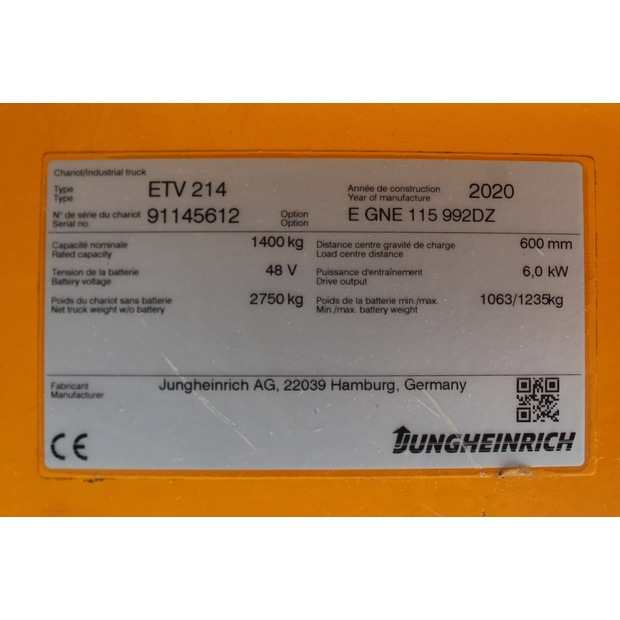 Chariot/Industrial truck
Type ETV 214 Année de construction 2020
Type Year of manufacture
N° de série du chariot 91145612 Option E GNE 115 992DZ
Serial no. Option
Capacité nominale 1400 kg Distance centre gravité de charge 600 mm
Rated capacity Load centre distance
Tension de la batterie 48 V Puissance d'entraînement 6,0 kW
Battery voltage Drive output
Poids du chariot sans batterie 2750 kg Poids de la batterie min./max. 1063/1235kg
Net truck weight w/o battery Min./max. battery weight
Fabricant Jungheinrich AG, 22039 Hamburg, Germany
Manufacturer
CE JUNGHEINRICH